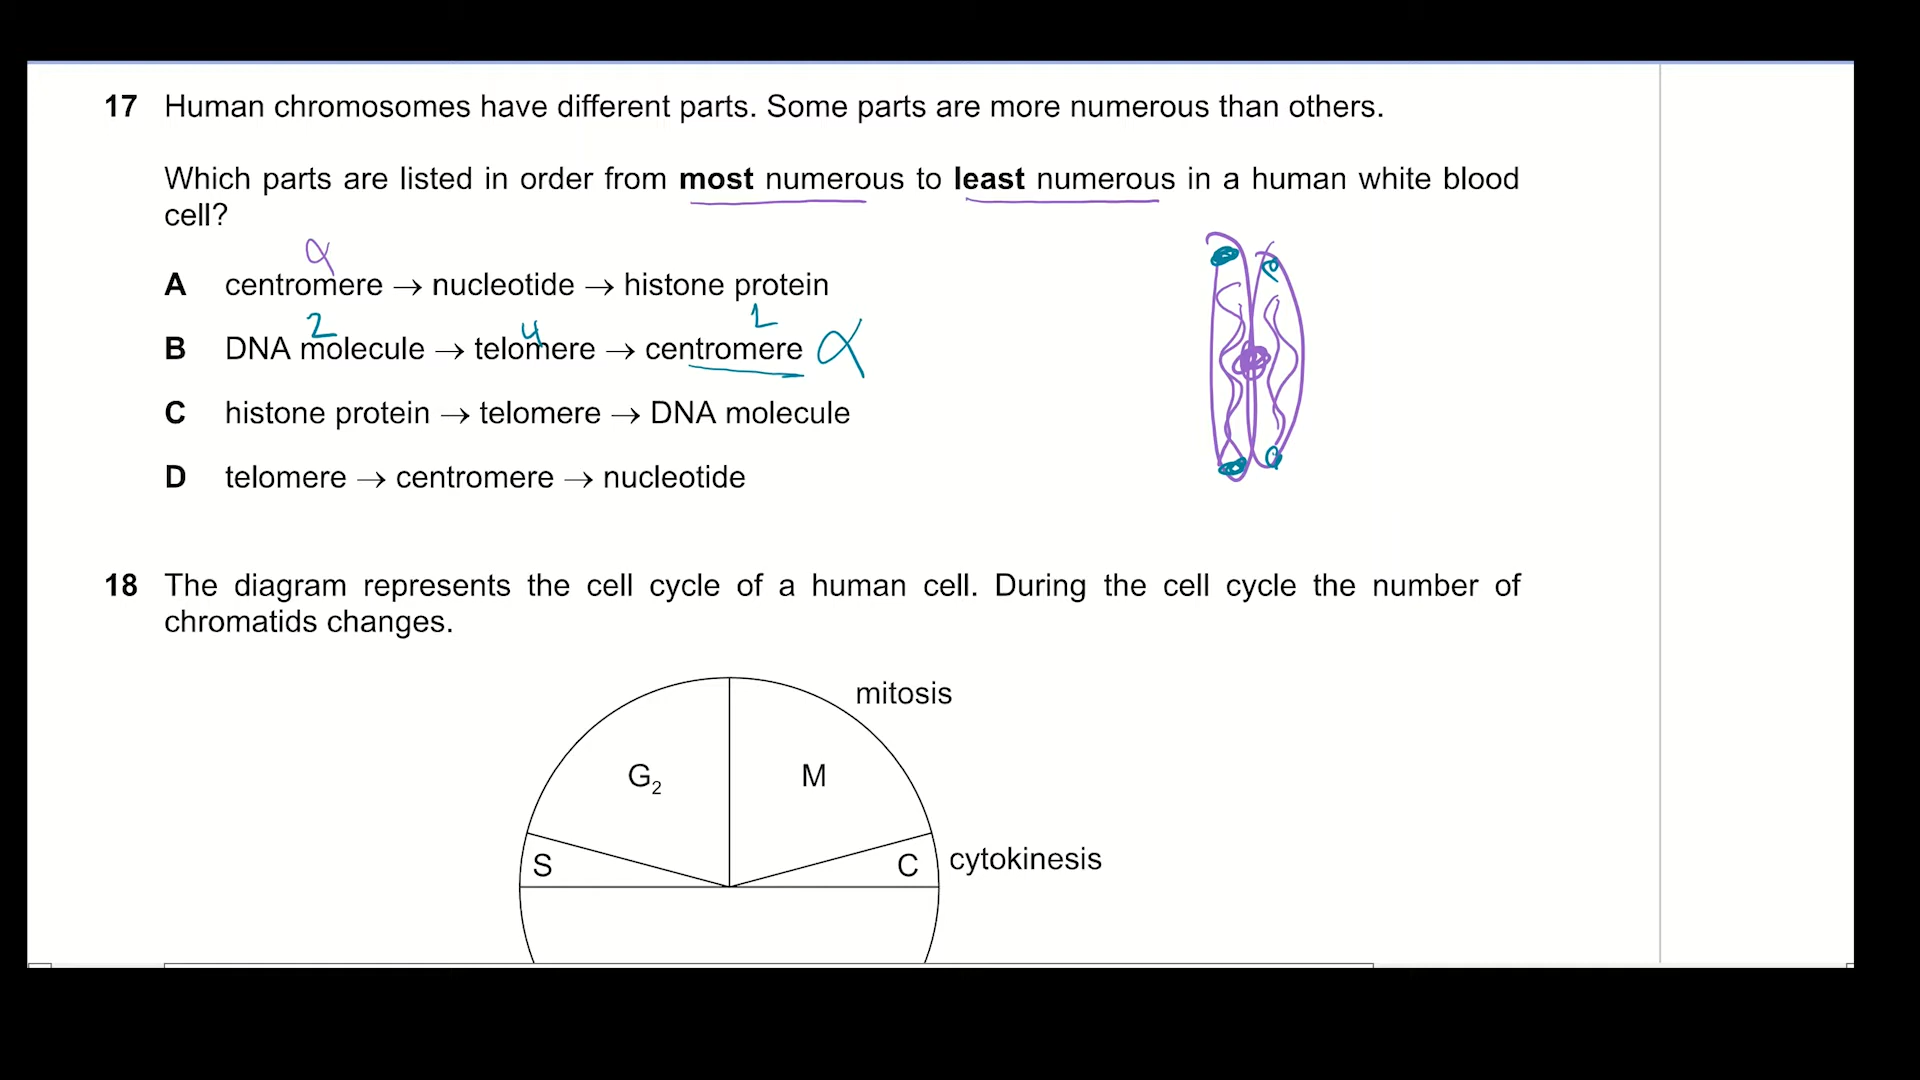 17 Human chromosomes have different parts. Some parts are more numerous than others.
Which parts are listed in order from most numerous to least numerous in a human white blood
cell?
A centromere → nucleotide → histone protein
2 4 1
B DNA molecule → telomere → centromere
C histone protein → telomere → DNA molecule
D telomere → centromere → nucleotide
18 The diagram represents the cell cycle of a human cell. During the cell cycle the number of
chromatids changes.
mitosis
G₂ M
S C cytokinesis